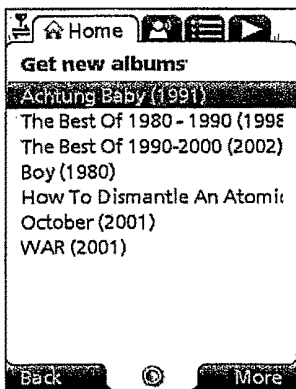 Home
Get new albums
Achtung Baby (1991)
The Best Of 1980 - 1990 (1998
The Best Of 1990-2000 (2002)
Boy (1980)
How To Dismantle An Atomic
October (2001)
WAR (2001)
Back More